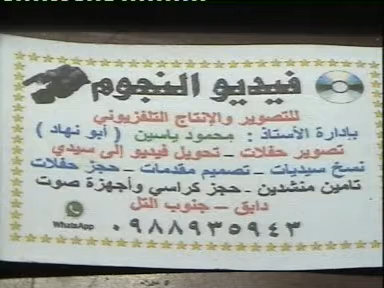 فيديو النجوم
للتصوير والإنتاج التلفزيوني
بإدارة الأستاذ : محمود ياسين ( أبو نهاد )
تصوير حفلات - تحويل فيديو إلى سيدي
نسخ سيديات - تصميم مقدمات - حجز حفلات
تامين منشدين - حجز كراسي وأجهزة صوت
دابق - جنوب التل
WhatsApp ٠٩٨٨٩٣٥٩٤٣